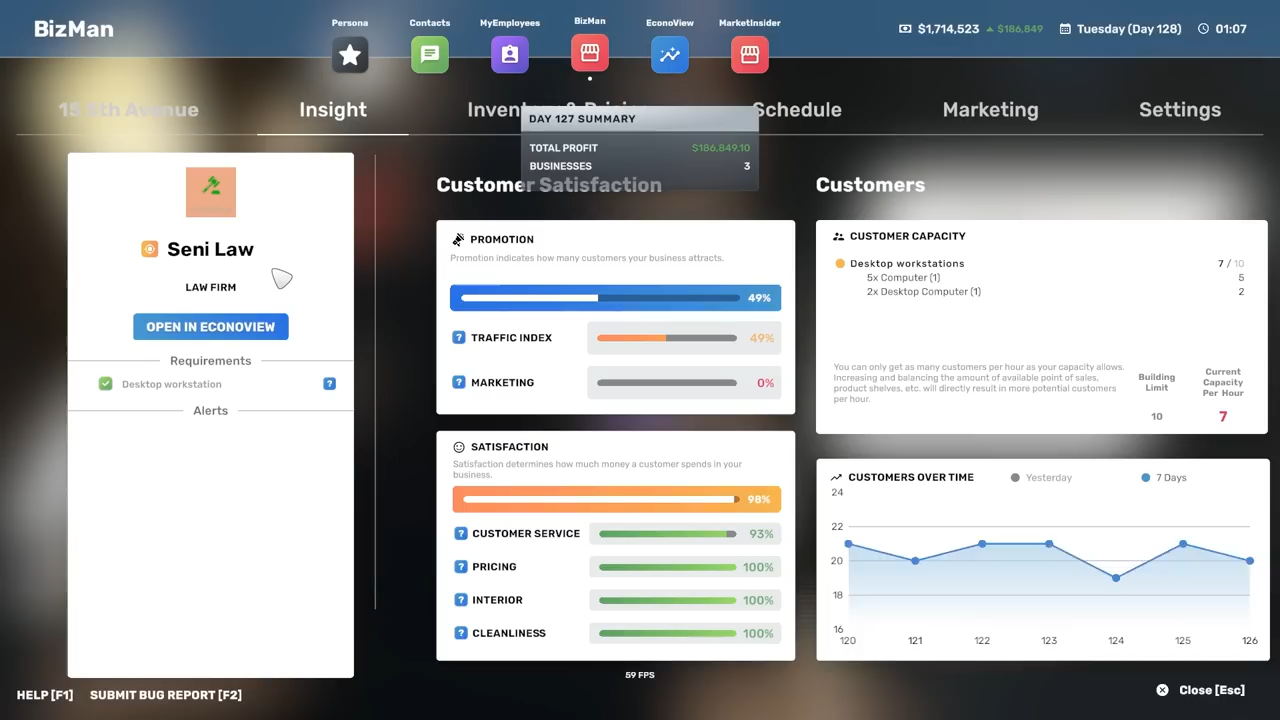 BizMan
Persona
Contacts
MyEmployees
BizMan
EconoView
MarketInsider
$1,714,523
$186,849
Tuesday (Day 128)
01:07
Insight
Schedule
Marketing
Settings
DAY 127 SUMMARY
TOTAL PROFIT
$186,849.10
BUSINESSES
3
Seni Law
LAW FIRM
OPEN IN ECONOVIEW
Requirements
Desktop workstation
?
Alerts
Customer Satisfaction
PROMOTION
Promotion indicates how many customers your business attracts.
49%
? TRAFFIC INDEX
49%
? MARKETING
0%
SATISFACTION
Satisfaction determines how much money a customer spends in your
business.
98%
? CUSTOMER SERVICE
93%
? PRICING
100%
? INTERIOR
100%
? CLEANLINESS
100%
Customers
CUSTOMER CAPACITY
Desktop workstations
7 / 10
5x Computer (1)
5
2x Desktop Computer (1)
2
You can only get as many customers per hour as your capacity allows.
Increasing and balancing the amount of available point of sales,
product shelves, etc. will directly result in more potential customers
per hour.
Building
Limit
10
Current
Capacity
Per Hour
7
CUSTOMERS OVER TIME
Yesterday
7 Days
24
22
20
18
16
120
121
122
123
124
125
126
59 FPS
HELP [F1]
SUBMIT BUG REPORT [F2]
Close [Esc]